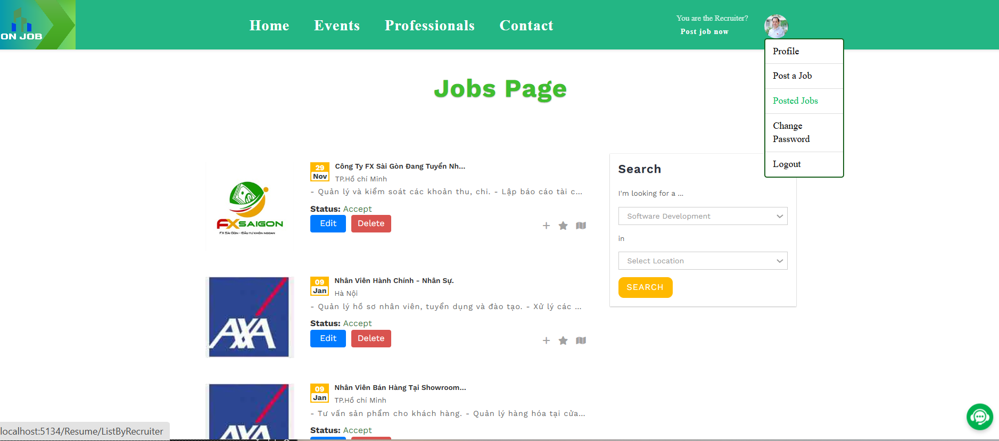 ON JOB
Home Events Professionals Contact
You are the Recruiter?
Post job now
Profile
Post a Job
Posted Jobs
Change
Password
Logout
Jobs Page
FXSAIGON
FX SÀI GÒN - ĐẦU TƯ KHÔN NGOAN
29
Nov
Công Ty FX Sài Gòn Đang Tuyển Nh...
TP.Hồ chí Minh
- Quản lý và kiểm soát các khoản thu, chi. - Lập báo cáo tài c...
Status: Accept
Edit Delete
AXA
09
Jan
Nhân Viên Hành Chính - Nhân Sự.
Hà Nội
- Quản lý hồ sơ nhân viên, tuyển dụng và đào tạo. - Xử lý các ...
Status: Accept
Edit Delete
AXA
09
Jan
Nhân Viên Bán Hàng Tại Showroom...
TP.Hồ chí Minh
- Tư vấn sản phẩm cho khách hàng. - Quản lý hàng hóa tại cửa...
Status: Accept
Search
I'm looking for a ...
Software Development
in
Select Location
SEARCH
localhost:5134/Resume/ListByRecruiter